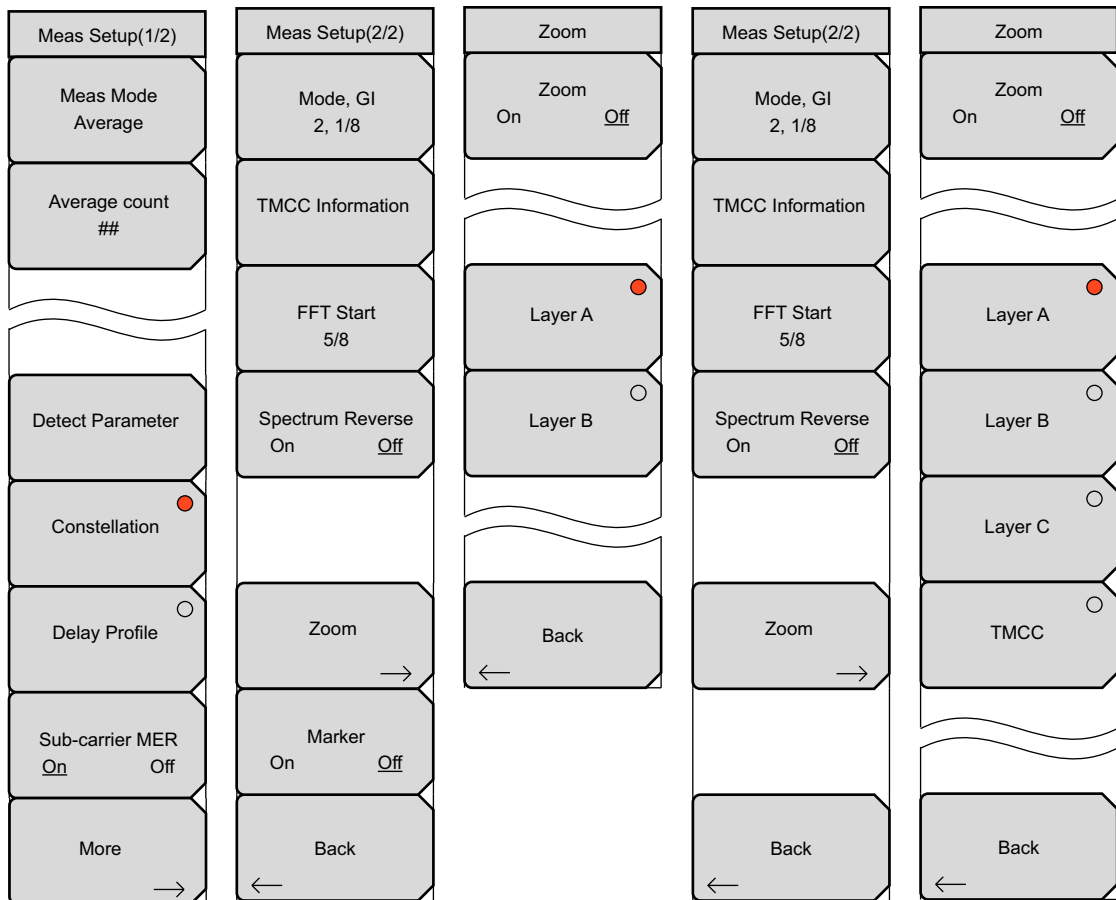 Meas Setup(1/2)
Meas Mode
Average
Average count
##
Detect Parameter
Constellation
Delay Profile
Sub-carrier MER
On Off
More
Meas Setup(2/2)
Mode, GI
2, 1/8
TMCC Information
FFT Start
5/8
Spectrum Reverse
On Off
Zoom
Marker
On Off
Back
Zoom
Zoom
On Off
Layer A
Layer B
Back
Meas Setup(2/2)
Mode, GI
2, 1/8
TMCC Information
FFT Start
5/8
Spectrum Reverse
On Off
Zoom
Back
Zoom
Zoom
On Off
Layer A
Layer B
Layer C
TMCC
Back